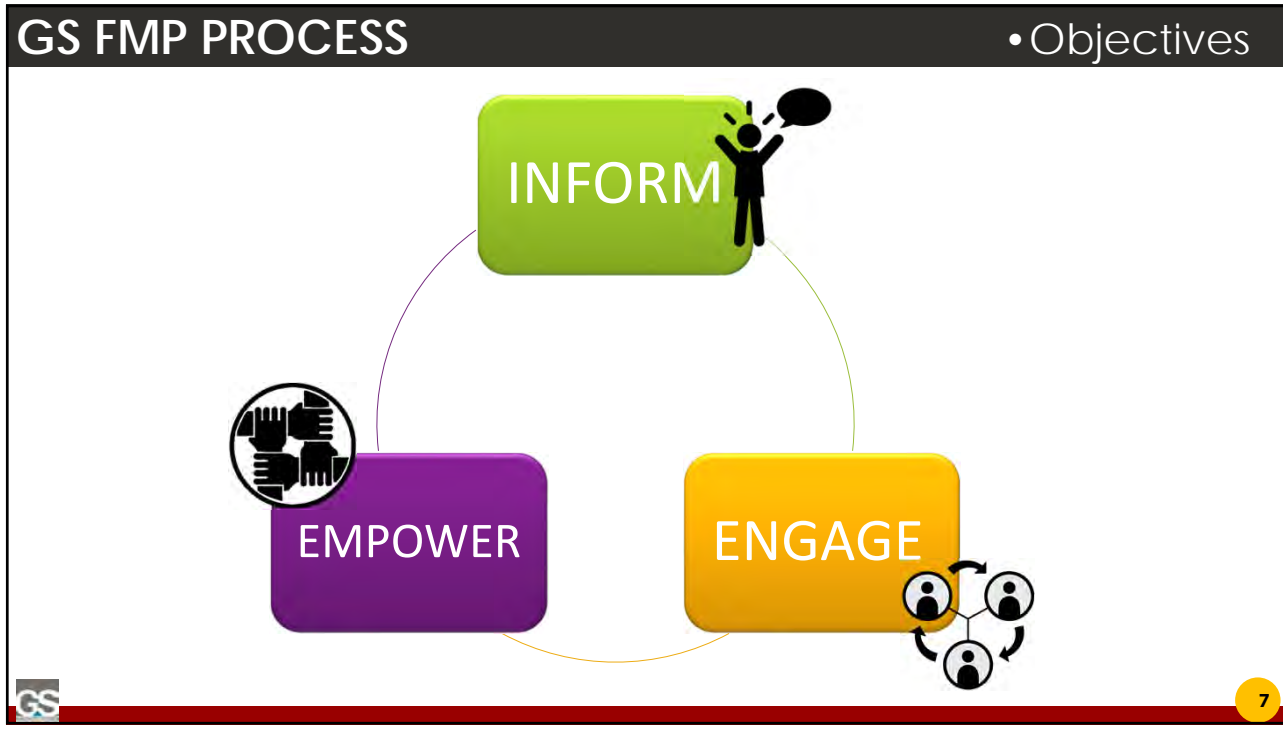 GS FMP PROCESS
• Objectives
INFORM
EMPOWER
ENGAGE
GS
7